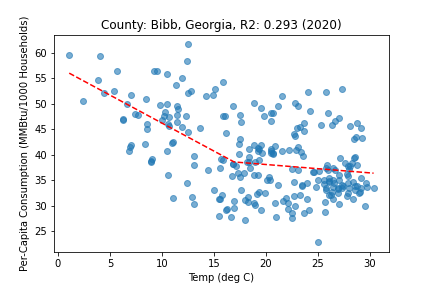 County: Bibb, Georgia, R2: 0.293 (2020)
Per-Capita Consumption (MMBtu/1000 Households)
60
55
50
45
40
35
30
25
0 5 10 15 20 25 30
Temp (deg C)